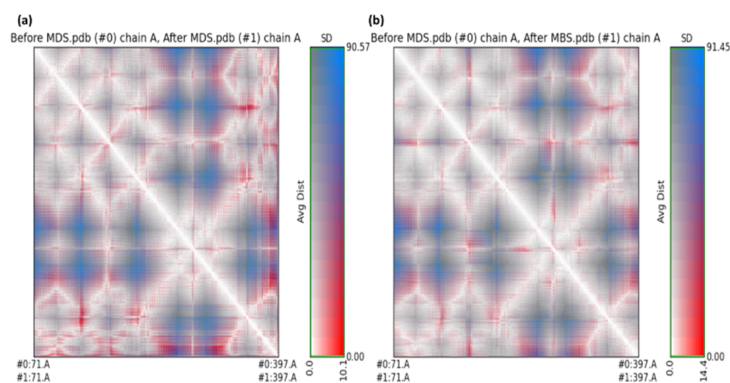 (a)
Before MDS.pdb (#0) chain A, After MDS.pdb (#1) chain A
SD
90.57
Avg Dist
0.00
0.0
10.1
#0:71.A
#1:71.A
#0:397.A
#1:397.A
(b)
Before MDS.pdb (#0) chain A, After MBS.pdb (#1) chain A
SD
91.45
Avg Dist
0.00
0.0
14.4
#0:71.A
#1:71.A
#0:397.A
#1:397.A